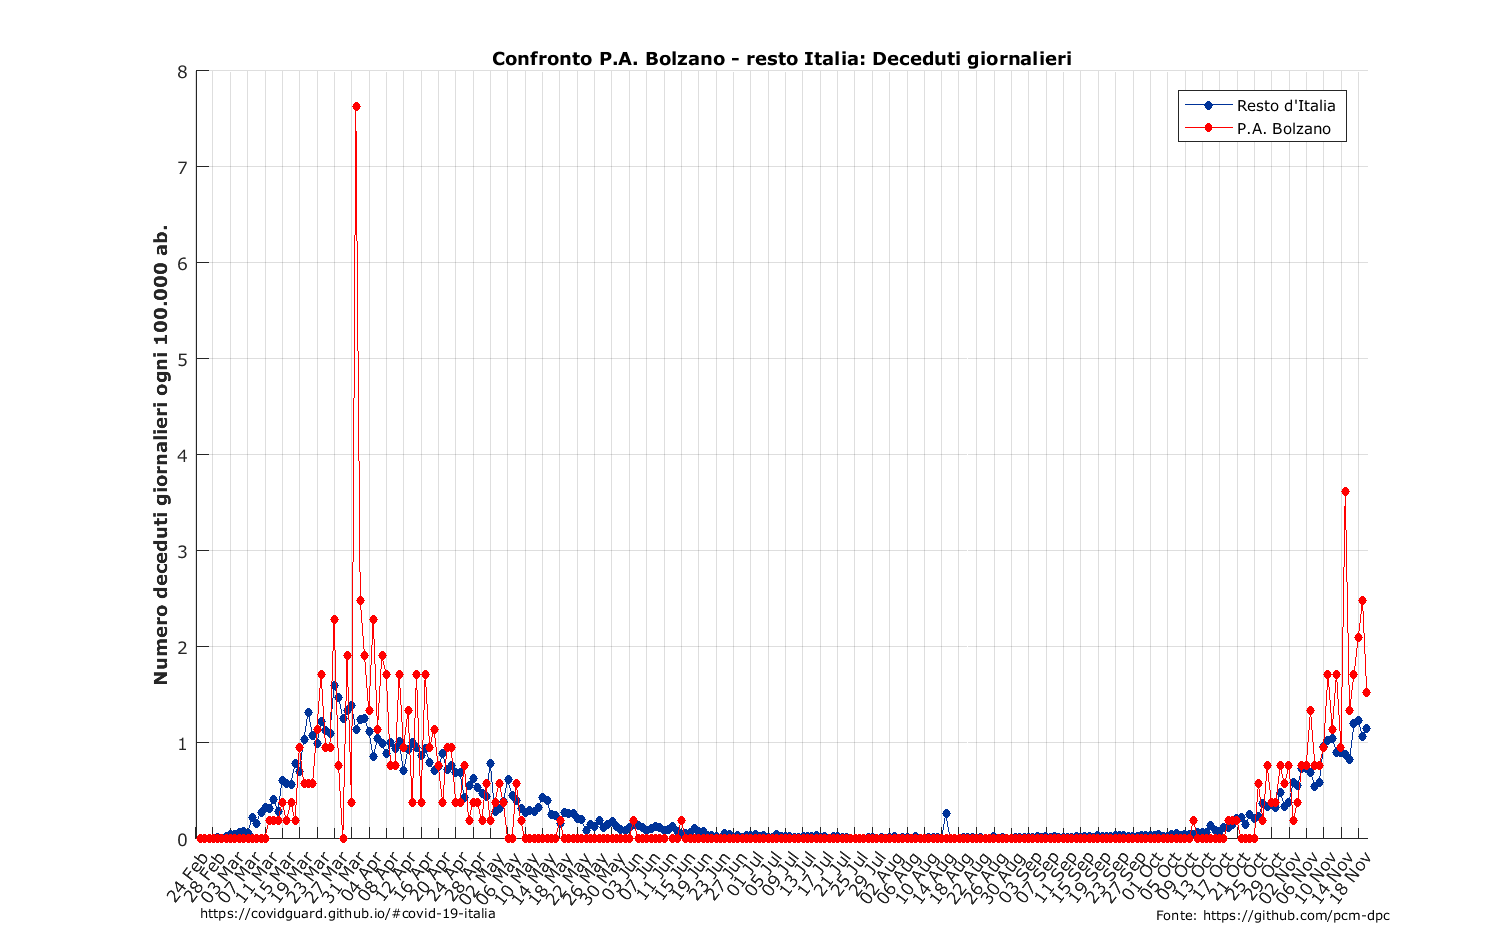 Confronto P.A. Bolzano - resto Italia: Deceduti giornalieri
Resto d'Italia
P.A. Bolzano
Numero deceduti giornalieri ogni 100.000 ab.
8
7
6
5
4
3
2
1
0
24 Feb
28 Feb
03 Mar
07 Mar
11 Mar
15 Mar
19 Mar
23 Mar
27 Mar
31 Mar
04 Apr
08 Apr
12 Apr
16 Apr
20 Apr
24 Apr
28 Apr
02 May
06 May
10 May
14 May
18 May
22 May
26 May
30 May
03 Jun
07 Jun
11 Jun
15 Jun
19 Jun
23 Jun
27 Jun
01 Jul
05 Jul
09 Jul
13 Jul
17 Jul
21 Jul
25 Jul
29 Jul
02 Aug
06 Aug
10 Aug
14 Aug
18 Aug
22 Aug
26 Aug
30 Aug
03 Sep
07 Sep
11 Sep
15 Sep
19 Sep
23 Sep
27 Sep
01 Oct
05 Oct
09 Oct
13 Oct
17 Oct
21 Oct
25 Oct
29 Oct
02 Nov
06 Nov
10 Nov
14 Nov
18 Nov
https://covidguard.github.io/#covid-19-italia
Fonte: https://github.com/pcm-dpc